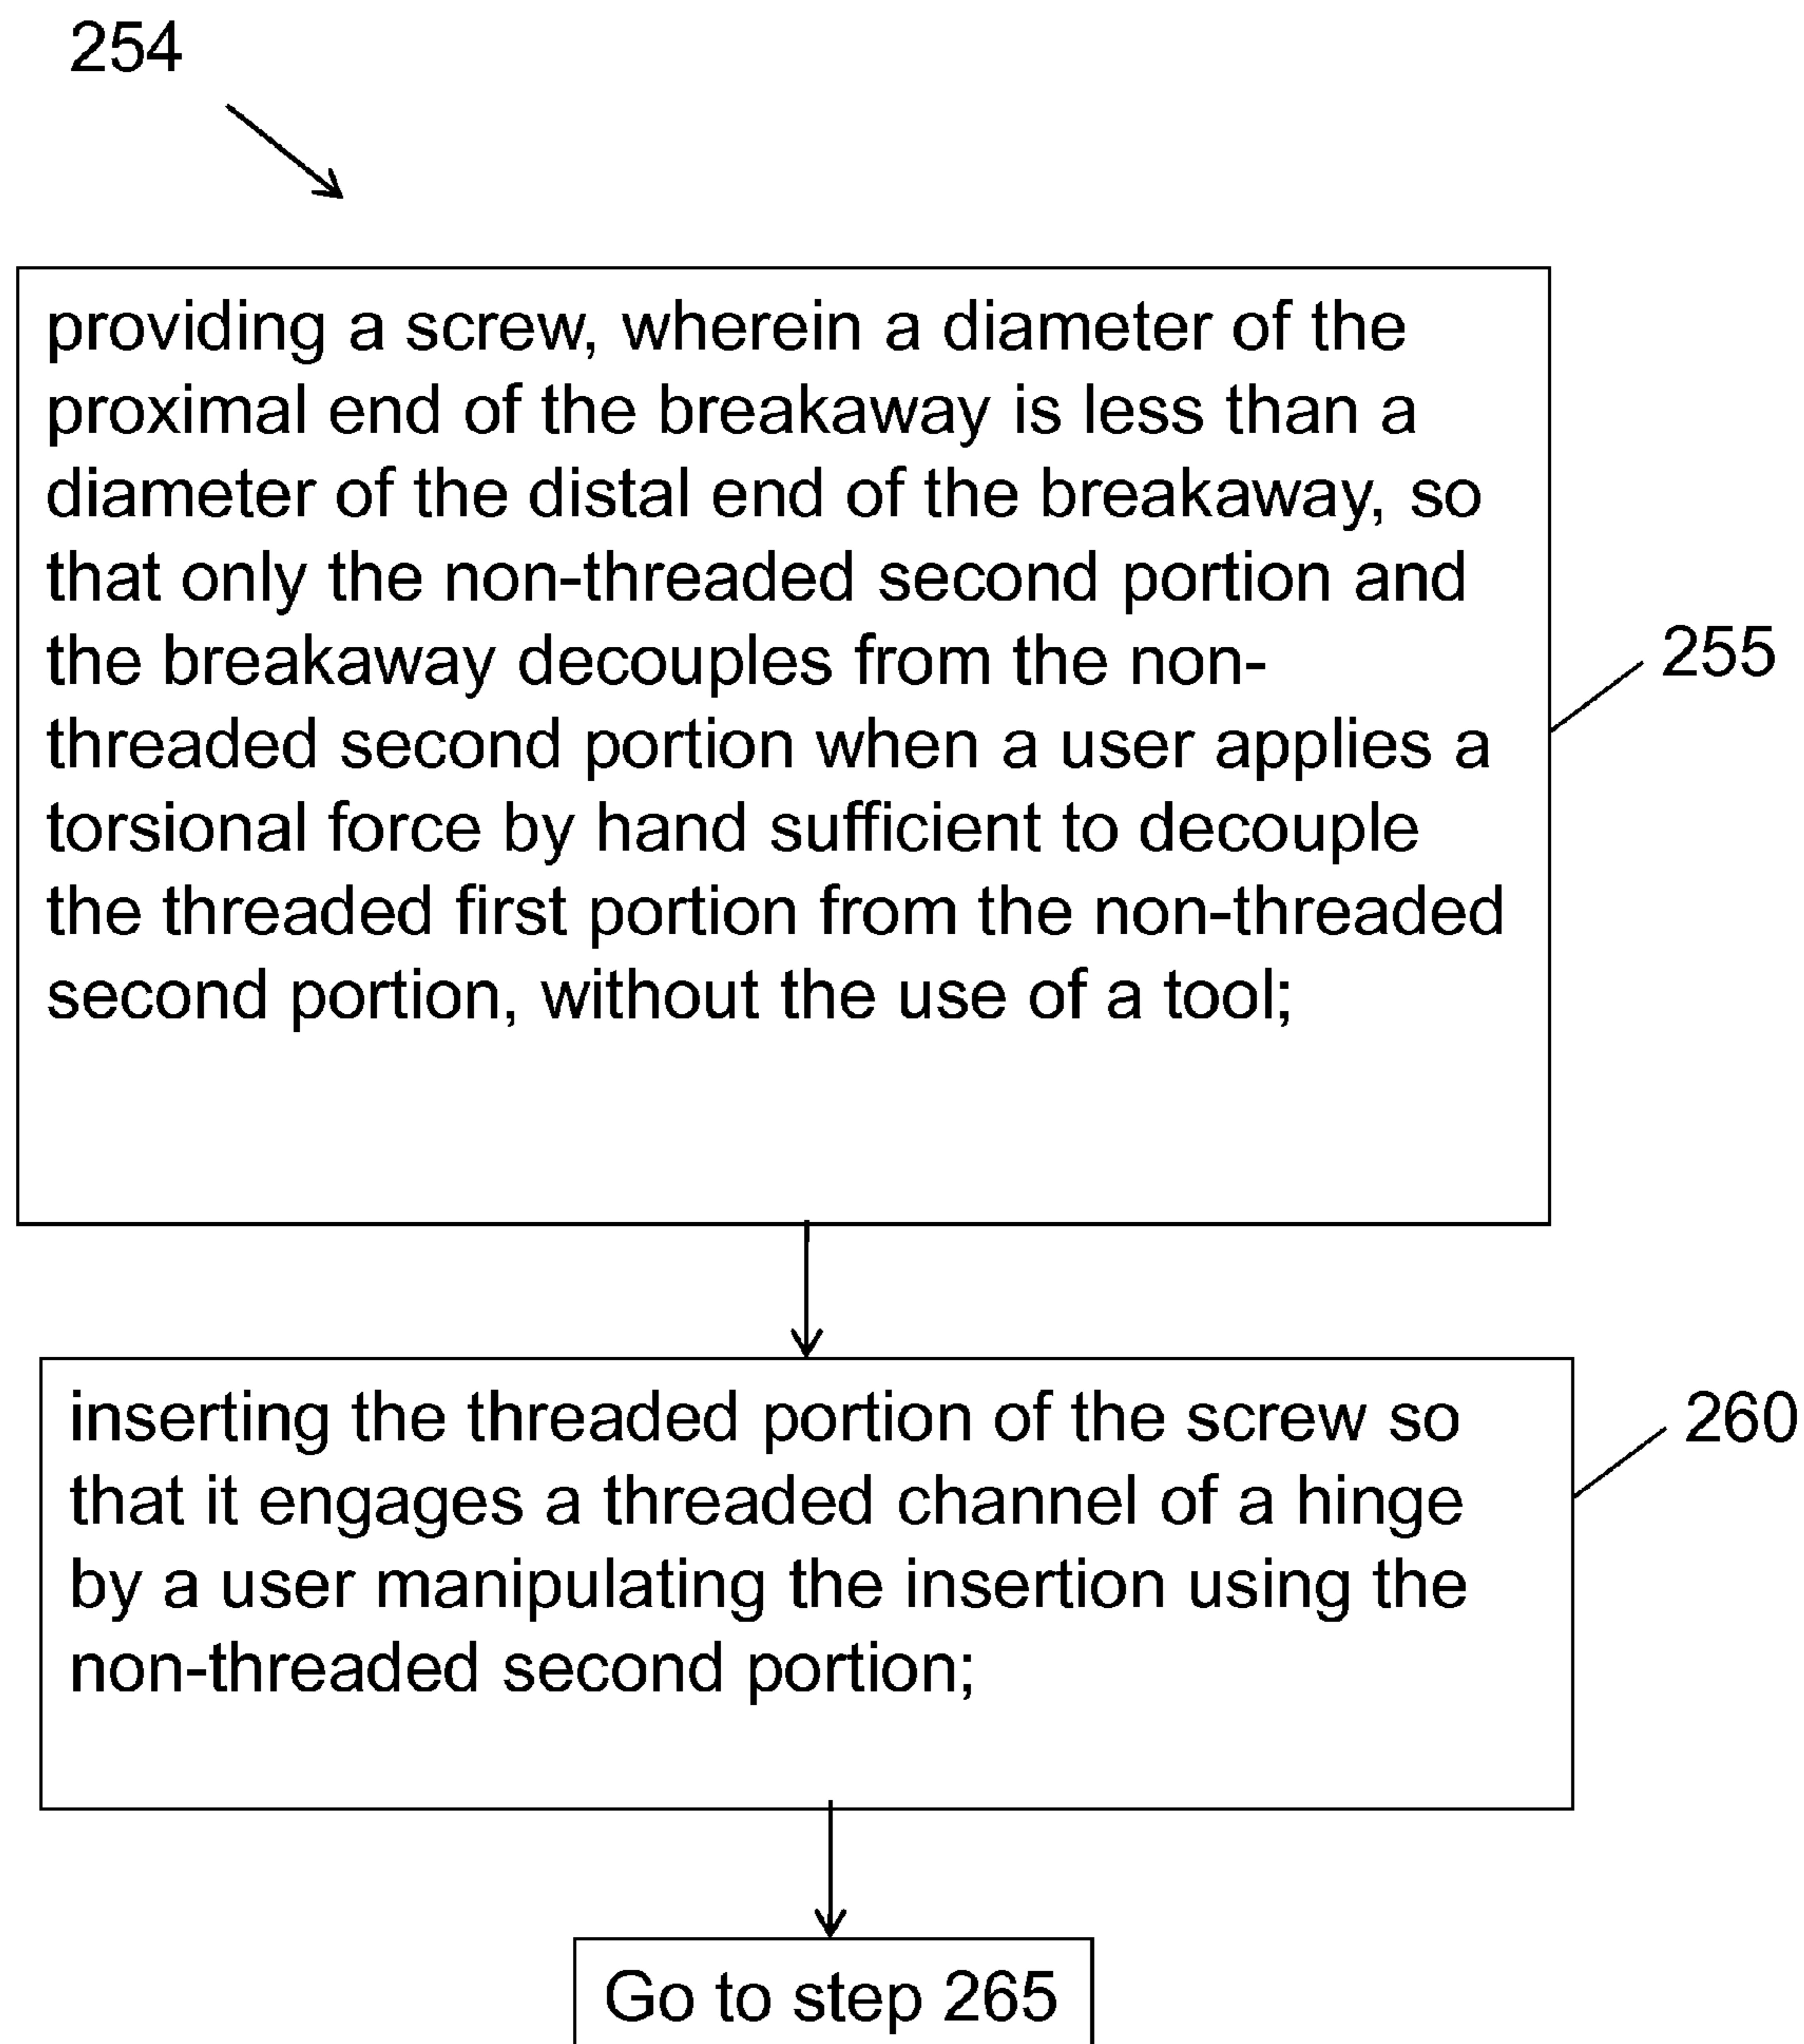 254
providing a screw, wherein a diameter of the
proximal end of the breakaway is less than a
diameter of the distal end of the breakaway, so
that only the non-threaded second portion and
the breakaway decouples from the non-
threaded second portion when a user applies a
torsional force by hand sufficient to decouple
the threaded first portion from the non-threaded
second portion, without the use of a tool;
255
inserting the threaded portion of the screw so
that it engages a threaded channel of a hinge
by a user manipulating the insertion using the
non-threaded second portion;
260
Go to step 265